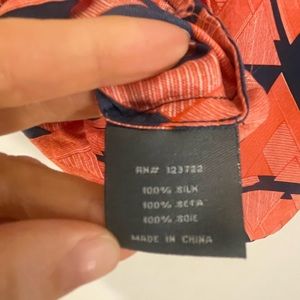 RN# 123722
100% SILK
100% SETA
100% SOIE
MADE IN CHINA